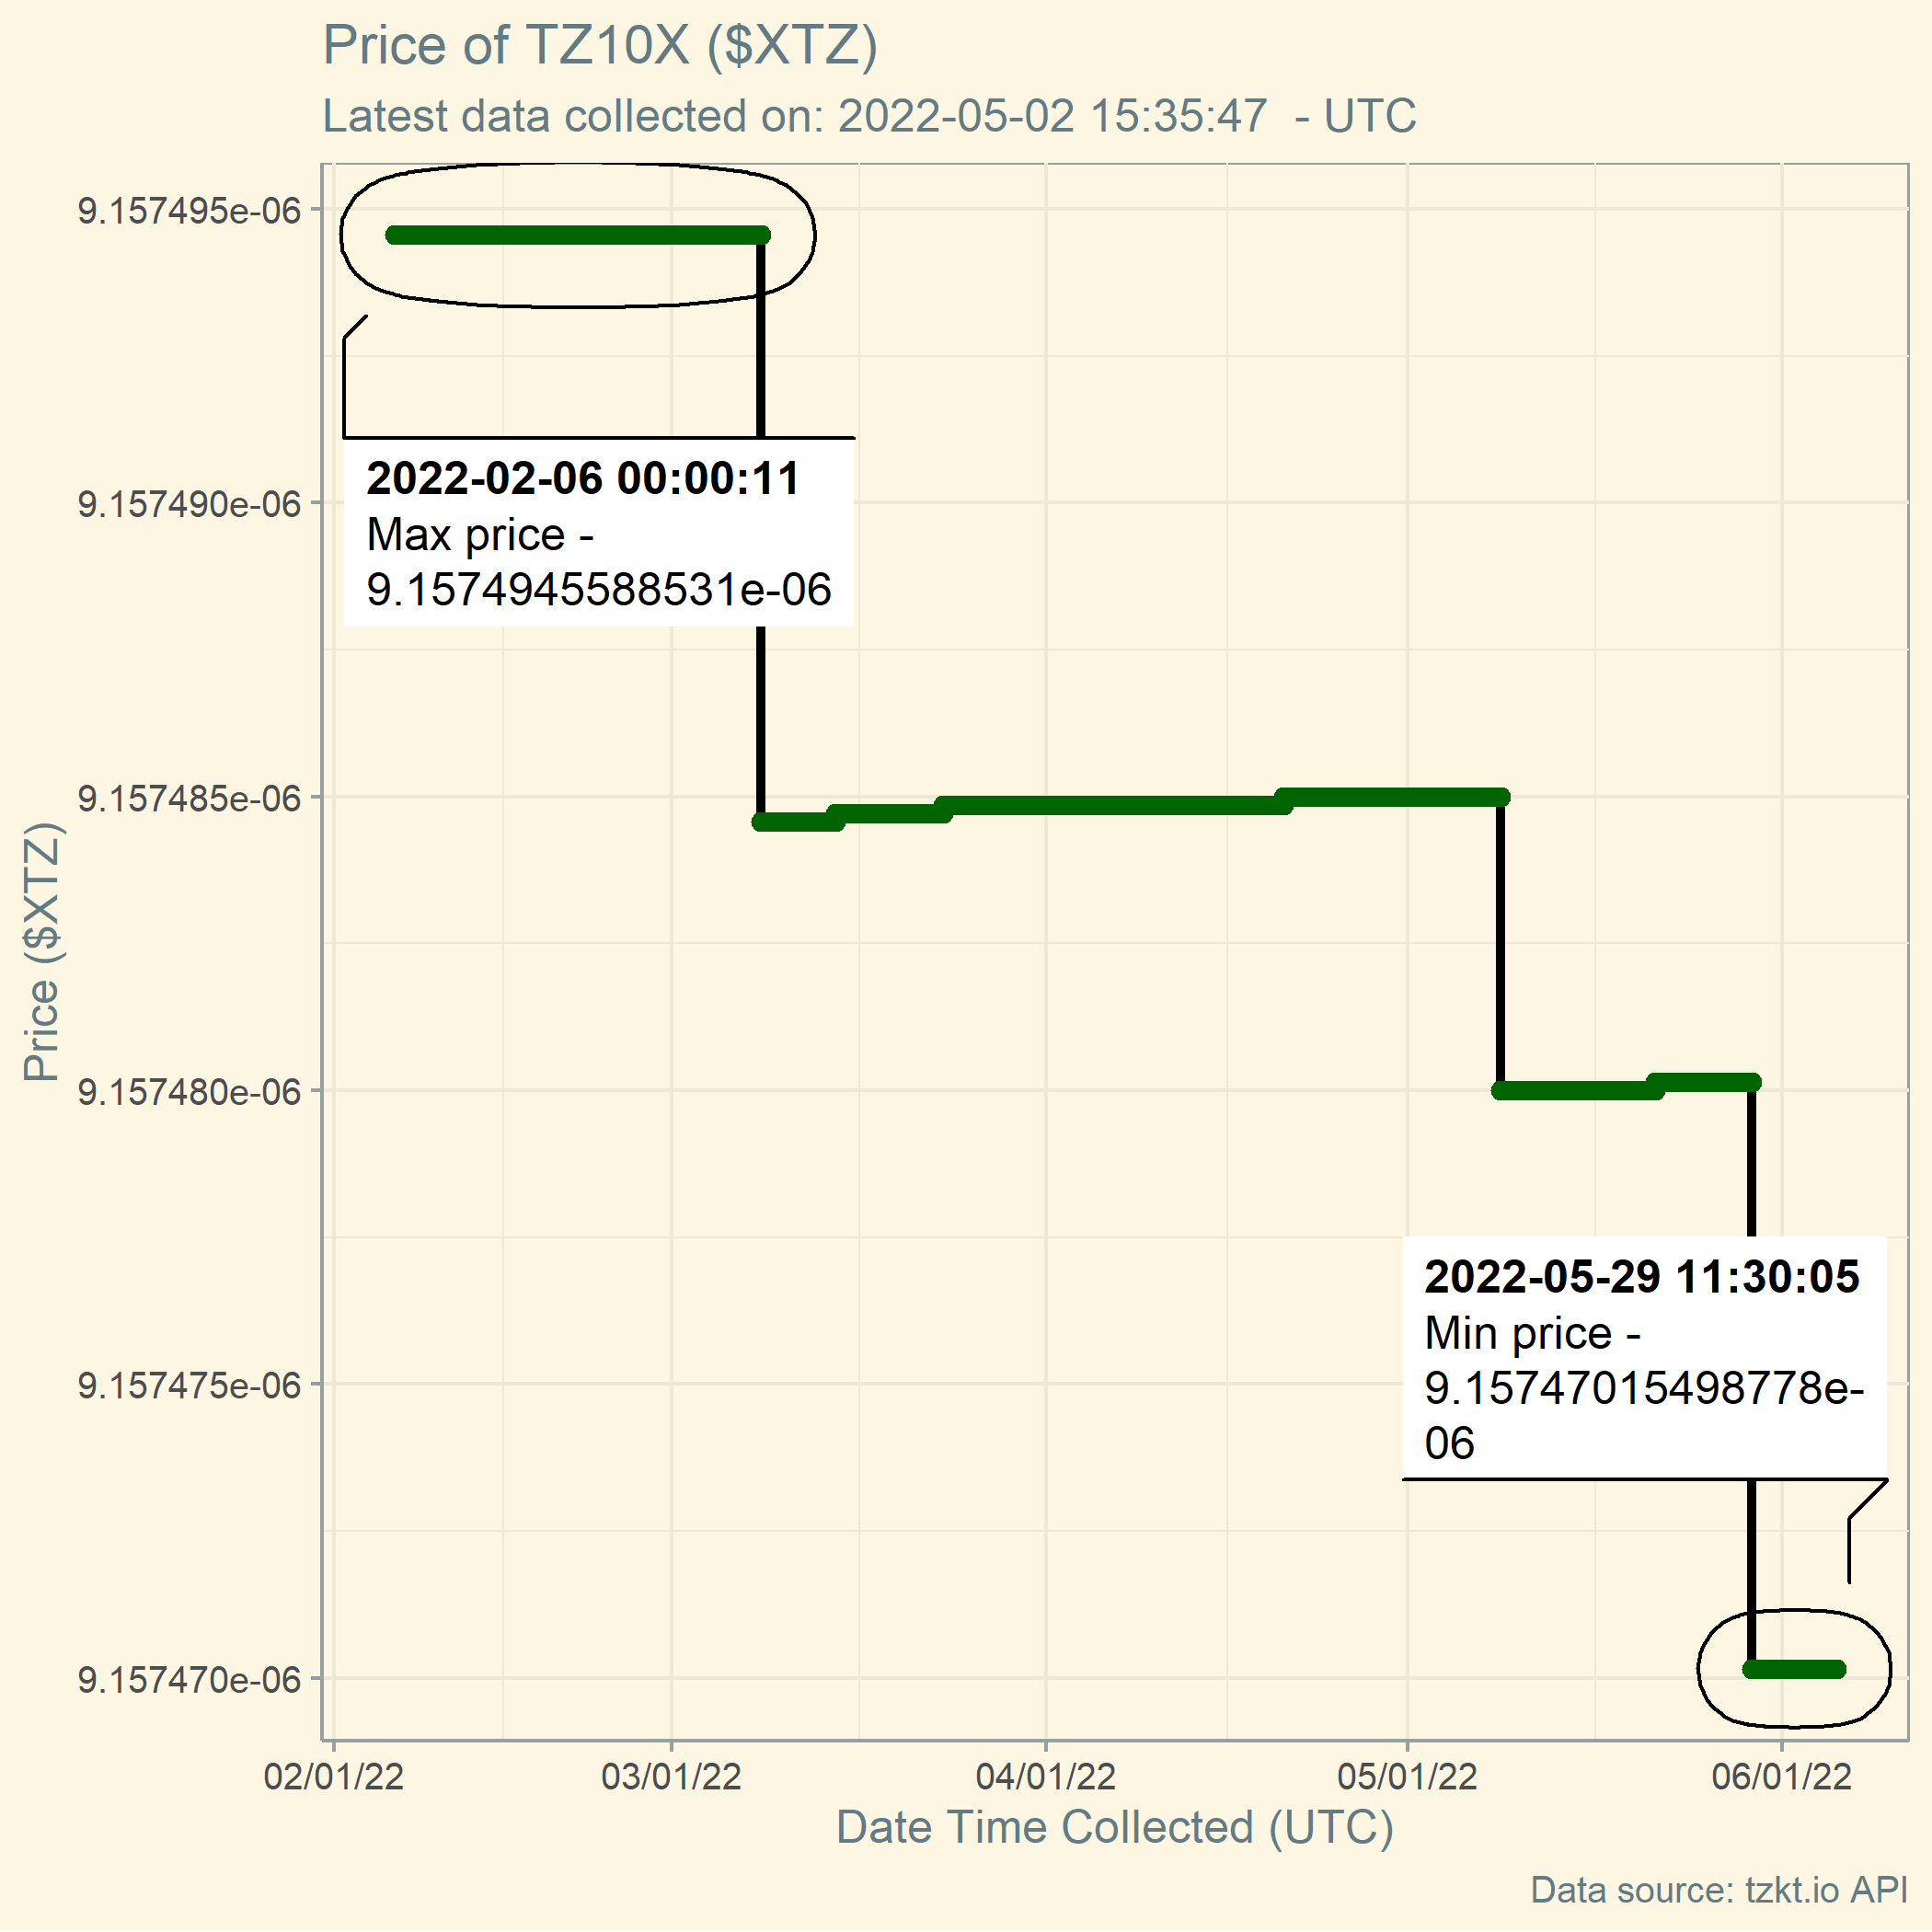 Price of TZ10X ($XTZ)
Latest data collected on: 2022-05-02 15:35:47  - UTC
9.157495e-06
9.157490e-06
9.157485e-06
9.157480e-06
9.157475e-06
9.157470e-06
Price ($XTZ)
2022-02-06 00:00:11
Max price -
9.1574945588531e-06
2022-05-29 11:30:05
Min price -
9.15747015498778e-
06
02/01/22
03/01/22
04/01/22
05/01/22
06/01/22
Date Time Collected (UTC)
Data source: tzkt.io API